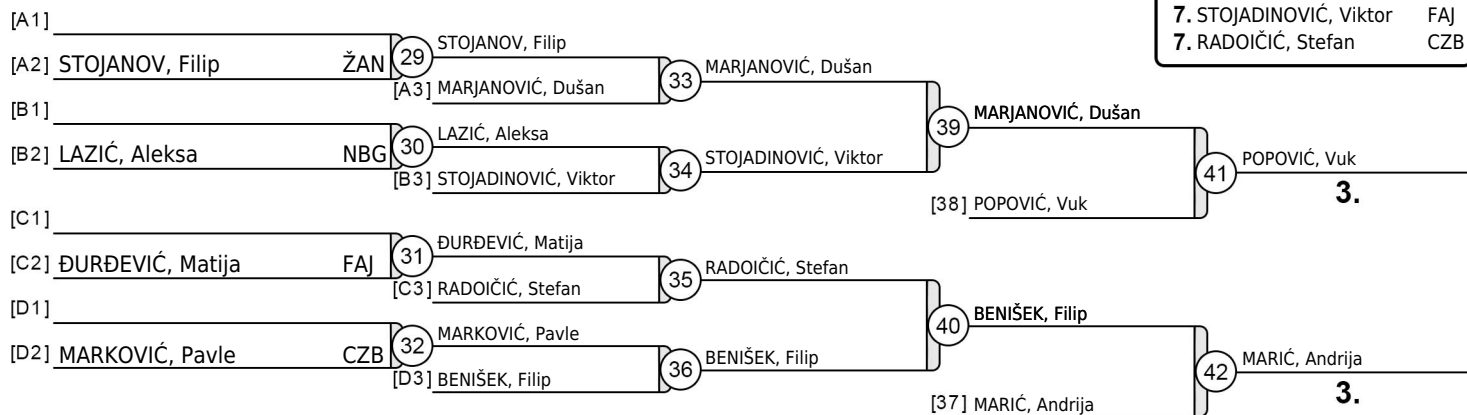 7. STOJADINOVIĆ, Viktor FAJ
7. RADOIČIĆ, Stefan CZB
[A1]
STOJANOV, Filip
[A2] STOJANOV, Filip ŽAN 29
MARJANOVIĆ, Dušan
33
[A3] MARJANOVIĆ, Dušan
[B1]
MARJANOVIĆ, Dušan
39
LAZIĆ, Aleksa
[B2] LAZIĆ, Aleksa NBG 30
STOJADINOVIĆ, Viktor
POPOVIĆ, Vuk
34
41
[B3] STOJADINOVIĆ, Viktor
3.
[38] POPOVIĆ, Vuk
[C1]
ĐURĐEVIĆ, Matija
[C2] ĐURĐEVIĆ, Matija FAJ 31
RADOIČIĆ, Stefan
35
[C3] RADOIČIĆ, Stefan
[D1]
BENIŠEK, Filip
40
MARKOVIĆ, Pavle
[D2] MARKOVIĆ, Pavle CZB 32
BENIŠEK, Filip
MARIĆ, Andrija
36
42
[D3] BENIŠEK, Filip
3.
[37] MARIĆ, Andrija